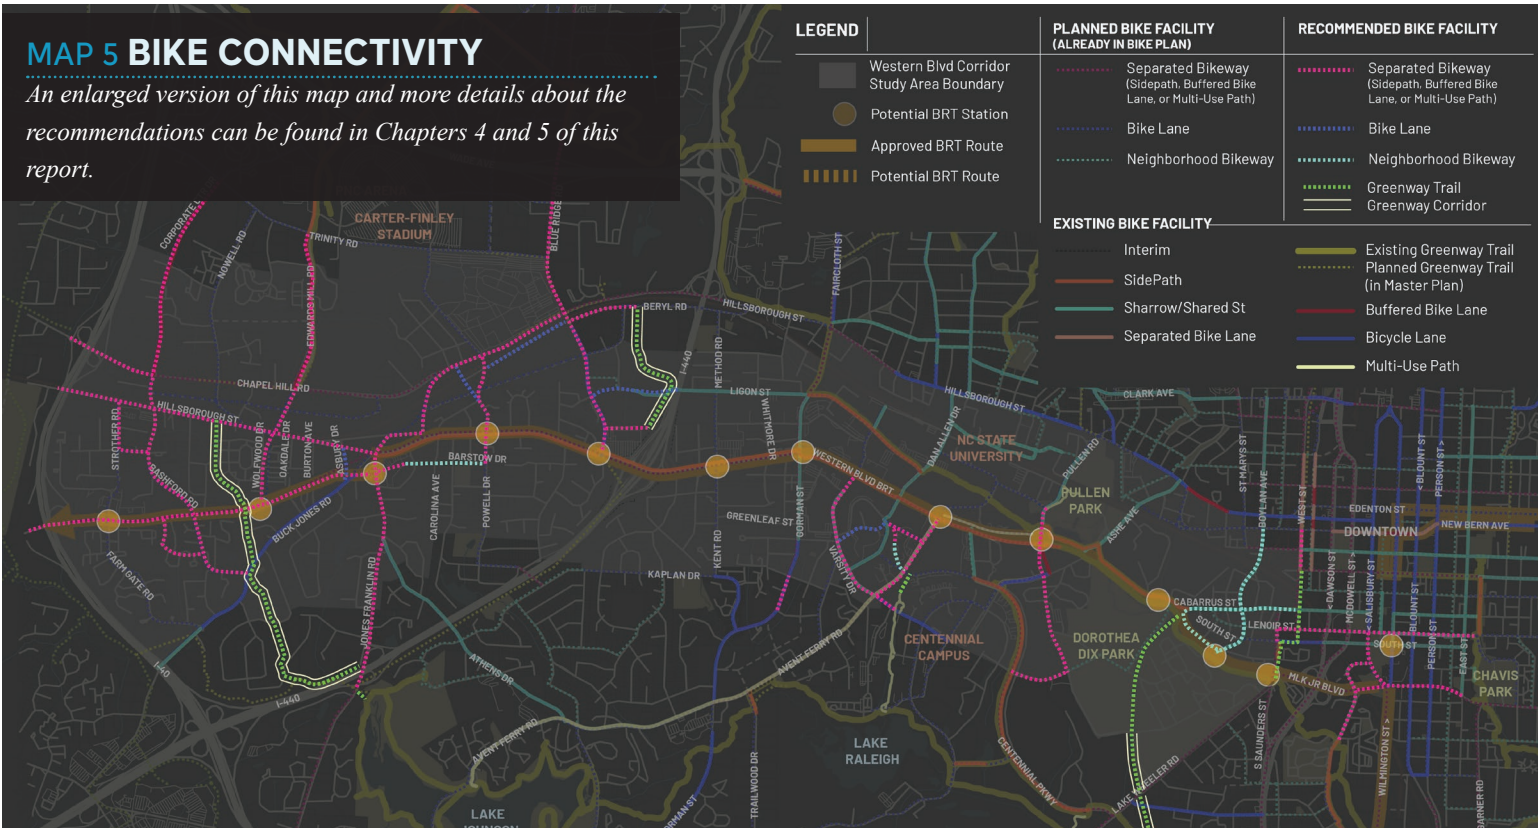 MAP 5 BIKE CONNECTIVITY
An enlarged version of this map and more details about the
recommendations can be found in Chapters 4 and 5 of this
report.
LEGEND
Western Blvd Corridor
Study Area Boundary
Potential BRT Station
Approved BRT Route
Potential BRT Route
PLANNED BIKE FACILITY
(ALREADY IN BIKE PLAN)
Separated Bikeway
(Sidepath, Buffered Bike
Lane, or Multi-Use Path)
Bike Lane
Neighborhood Bikeway
RECOMMENDED BIKE FACILITY
Separated Bikeway
(Sidepath, Buffered Bike
Lane, or Multi-Use Path)
Bike Lane
Neighborhood Bikeway
Greenway Trail
Greenway Corridor
EXISTING BIKE FACILITY
Interim
SidePath
Sharrow/Shared St
Separated Bike Lane
Existing Greenway Trail
Planned Greenway Trail
(in Master Plan)
Buffered Bike Lane
Bicycle Lane
Multi-Use Path
CARTER-FINLEY
STADIUM
TRINITY RD
NOWELL RD
EDWARDS MILL RD
BLUE RIDGE
BERYL RD
HILLSBOROUGH ST
FAIRCLOTH ST
I-440
METHOD RD
CHAPEL HILL RD
HILLSBOROUGH ST
LIGON ST
WHITMORE DR
HILLSBOROUGH ST
CLARK AVE
STROTHER RD
BASHFORD RD
WOLFWOOD DR
OAKDALE DR
BURTON AVE
ASBURY DR
BARSTOW DR
CAROLINA AVE
POWELL DR
BUCK JONES RD
FARM GATE RD
JONES FRANKLIN RD
GREENLEAF ST
KENT RD
KAPLAN DR
GORMAN ST
WESTERN BLVD BRT
DAN ALLEN DR
NC STATE
UNIVERSITY
PULLEN RD
PULLEN
PARK
ASHE AVE
ST MARYS ST
BOYLAN AVE
WEST ST
< BLOUNT ST
PERSON ST >
EDENTON ST
NEW BERN AVE
DOWNTOWN
< DAWSON ST
MCDOWELL ST >
< SALISBURY ST
BLOUNT ST
PERSON ST
EAST ST
VARSITY DR
CENTENNIAL
CAMPUS
DOROTHEA
DIX PARK
CABARRUS ST
SOUTH ST
LENOIR ST
SOUTH ST
MLK JR BLVD
CHAVIS
PARK
I-40
I-440
ATHENS DR
AVENT FERRY RD
AVENT FERRY RD
LAKE
RALEIGH
CENTENNIAL PKWY
LAKE WHEELER RD
S SAUNDERS ST
WILMINGTON ST >
TRAILWOOD DR
LAKE